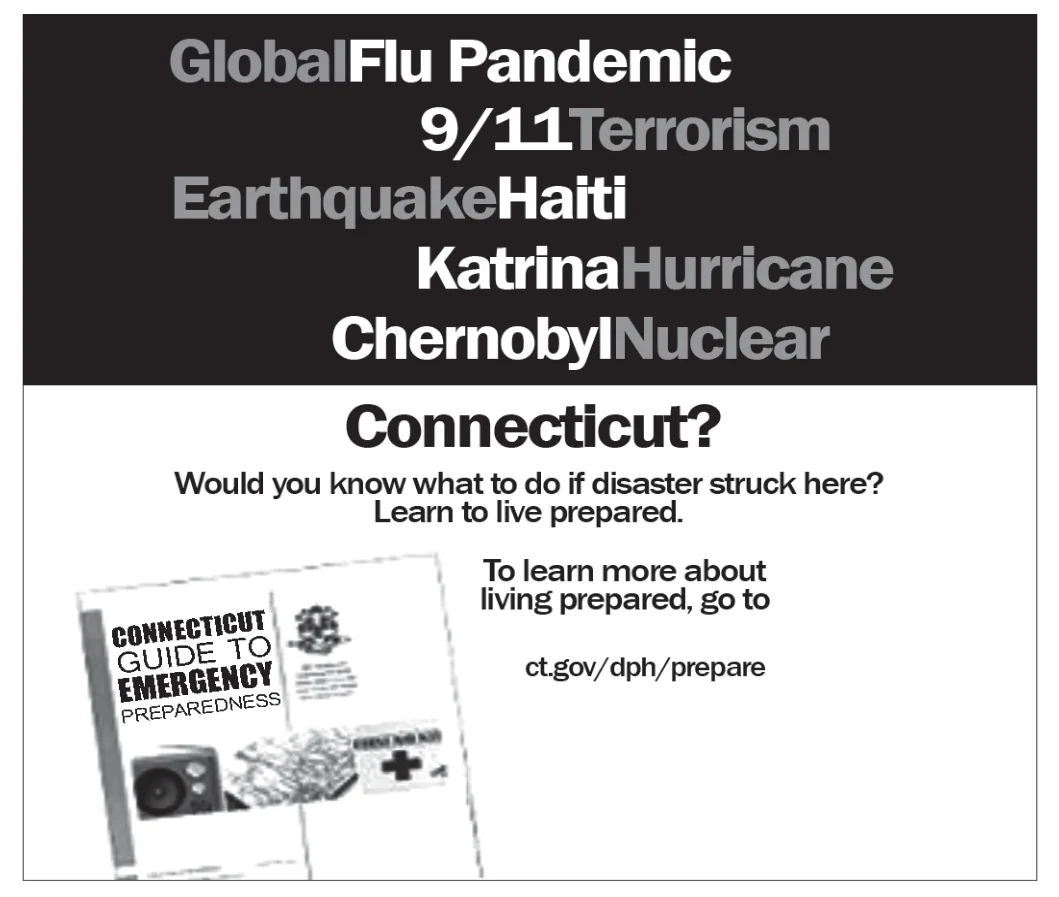 GlobalFlu Pandemic
9/11Terrorism
EarthquakeHaiti
KatrinaHurricane
ChernobylNuclear
Connecticut?
Would you know what to do if disaster struck here?
Learn to live prepared.
To learn more about
living prepared, go to
ct.gov/dph/prepare
CONNECTICUT
GUIDE TO
EMERGENCY
PREPAREDNESS